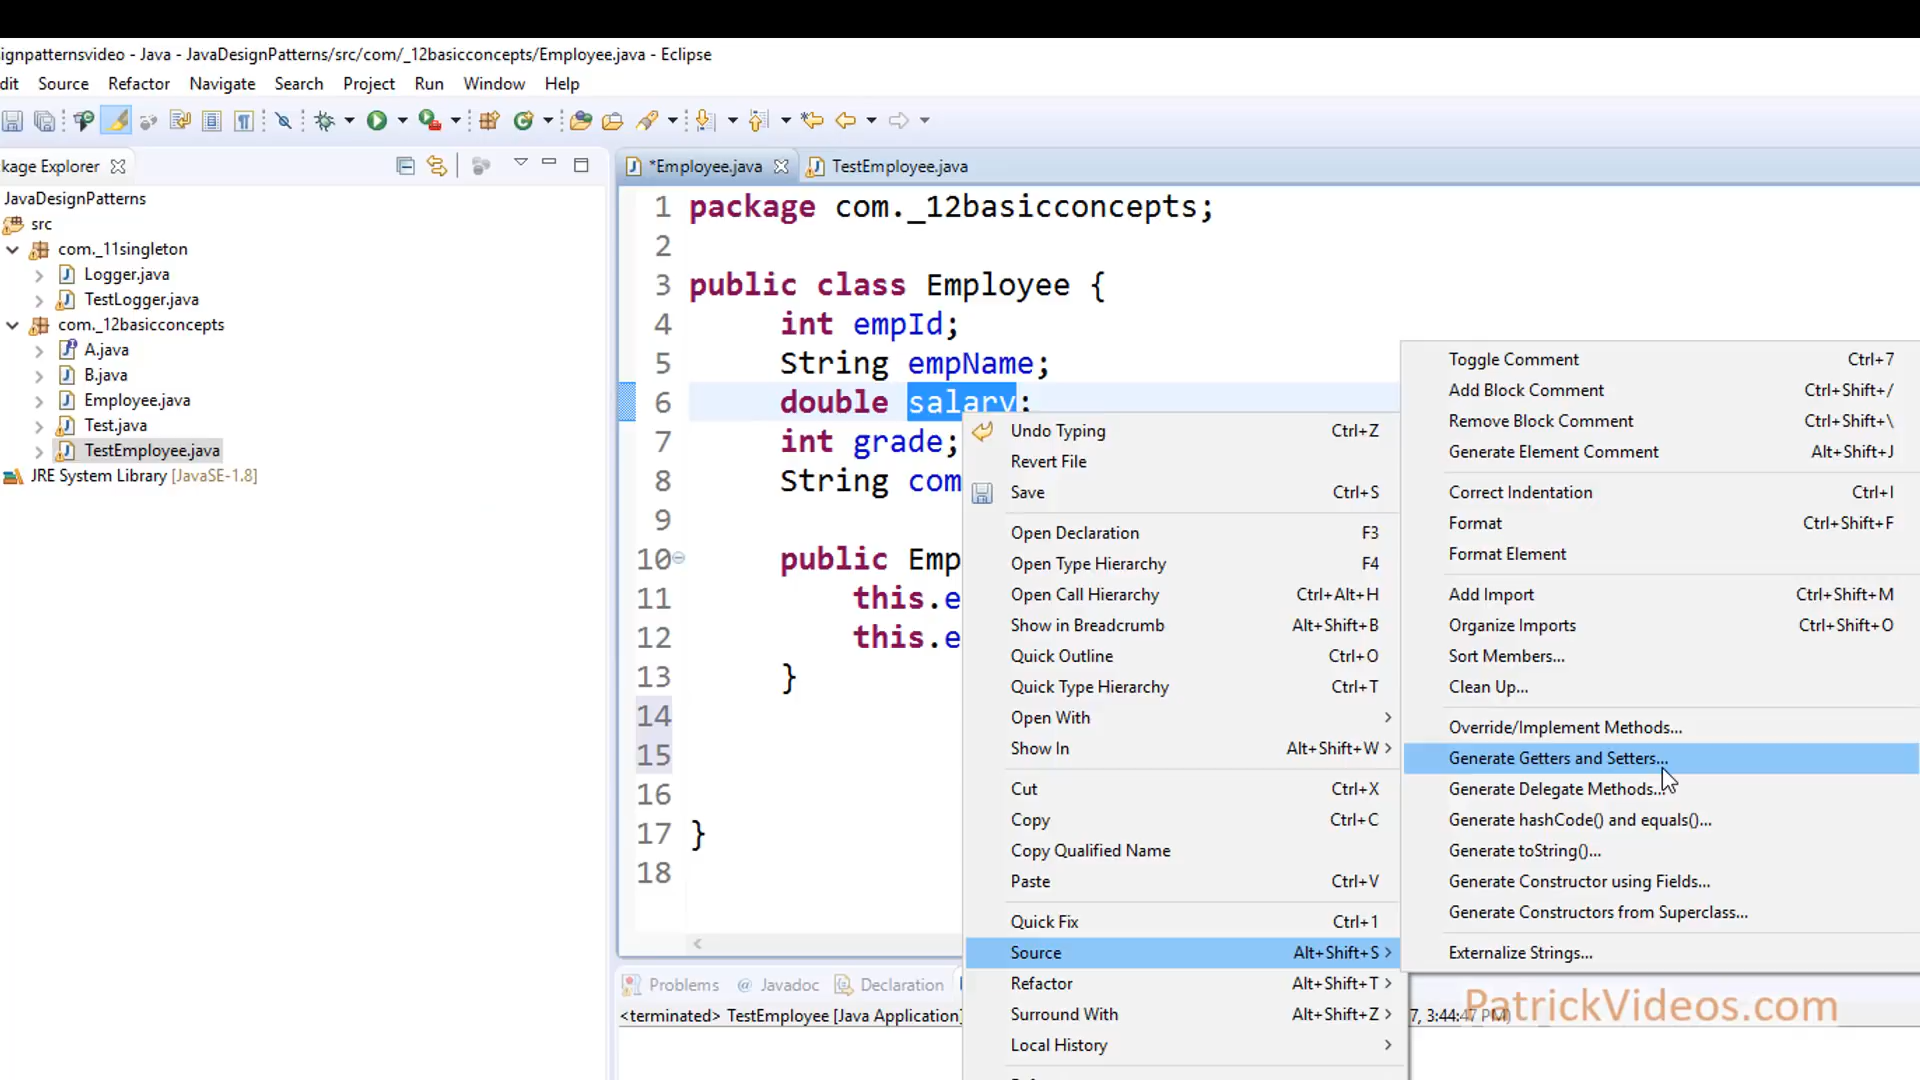 ignpatternsvideo - Java - JavaDesignPatterns/src/com/_12basicconcepts/Employee.java - Eclipse
dit Source Refactor Navigate Search Project Run Window Help
kage Explorer
JavaDesignPatterns
src
com._11singleton
Logger.java
TestLogger.java
com._12basicconcepts
A.java
B.java
Employee.java
Test.java
TestEmployee.java
JRE System Library [JavaSE-1.8]
*Employee.java TestEmployee.java
1 package com._12basicconcepts;
2
3 public class Employee {
4 int empId;
5 String empName;
6 double salary;
7 int grade;
8 String com
9
10 public Emp
11 this.e
12 this.e
13 }
14
15
16
17 }
18
Undo Typing Ctrl+Z
Revert File
Save Ctrl+S
Open Declaration F3
Open Type Hierarchy F4
Open Call Hierarchy Ctrl+Alt+H
Show in Breadcrumb Alt+Shift+B
Quick Outline Ctrl+O
Quick Type Hierarchy Ctrl+T
Open With
Show In Alt+Shift+W
Cut Ctrl+X
Copy Ctrl+C
Copy Qualified Name
Paste Ctrl+V
Quick Fix Ctrl+1
Source Alt+Shift+S
Refactor Alt+Shift+T
Surround With Alt+Shift+Z
Local History
Toggle Comment Ctrl+7
Add Block Comment Ctrl+Shift+/
Remove Block Comment Ctrl+Shift+\
Generate Element Comment Alt+Shift+J
Correct Indentation Ctrl+I
Format Ctrl+Shift+F
Format Element
Add Import Ctrl+Shift+M
Organize Imports Ctrl+Shift+O
Sort Members...
Clean Up...
Override/Implement Methods...
Generate Getters and Setters...
Generate Delegate Methods...
Generate hashCode() and equals()...
Generate toString()...
Generate Constructor using Fields...
Generate Constructors from Superclass...
Externalize Strings...
Problems @ Javadoc Declaration
<terminated> TestEmployee [Java Application] 7, 3:44:47 PM)
PatrickVideos.com